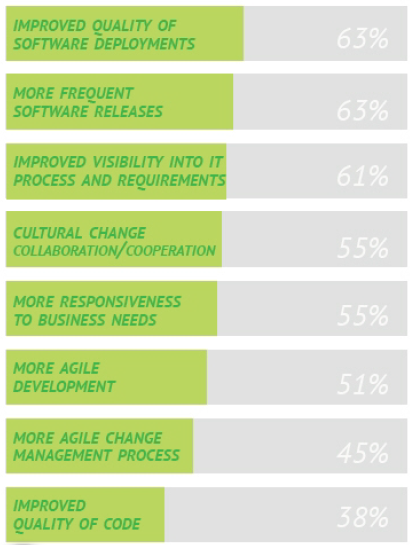 IMPROVED QUALITY OF
SOFTWARE DEPLOYMENTS
63%
MORE FREQUENT
SOFTWARE RELEASES
63%
IMPROVED VISIBILITY INTO IT
PROCESS AND REQUIREMENTS
61%
CULTURAL CHANGE
COLLABORATION/COOPERATION
55%
MORE RESPONSIVENESS
TO BUSINESS NEEDS
55%
MORE AGILE
DEVELOPMENT
51%
MORE AGILE CHANGE
MANAGEMENT PROCESS
45%
IMPROVED
QUALITY OF CODE
38%